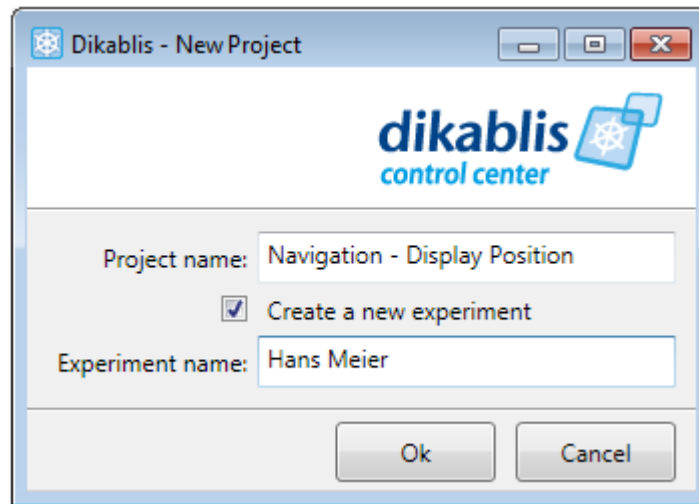 Dikablis - New Project
dikablis
control center
Project name: Navigation - Display Position
Create a new experiment
Experiment name: Hans Meier
Ok Cancel